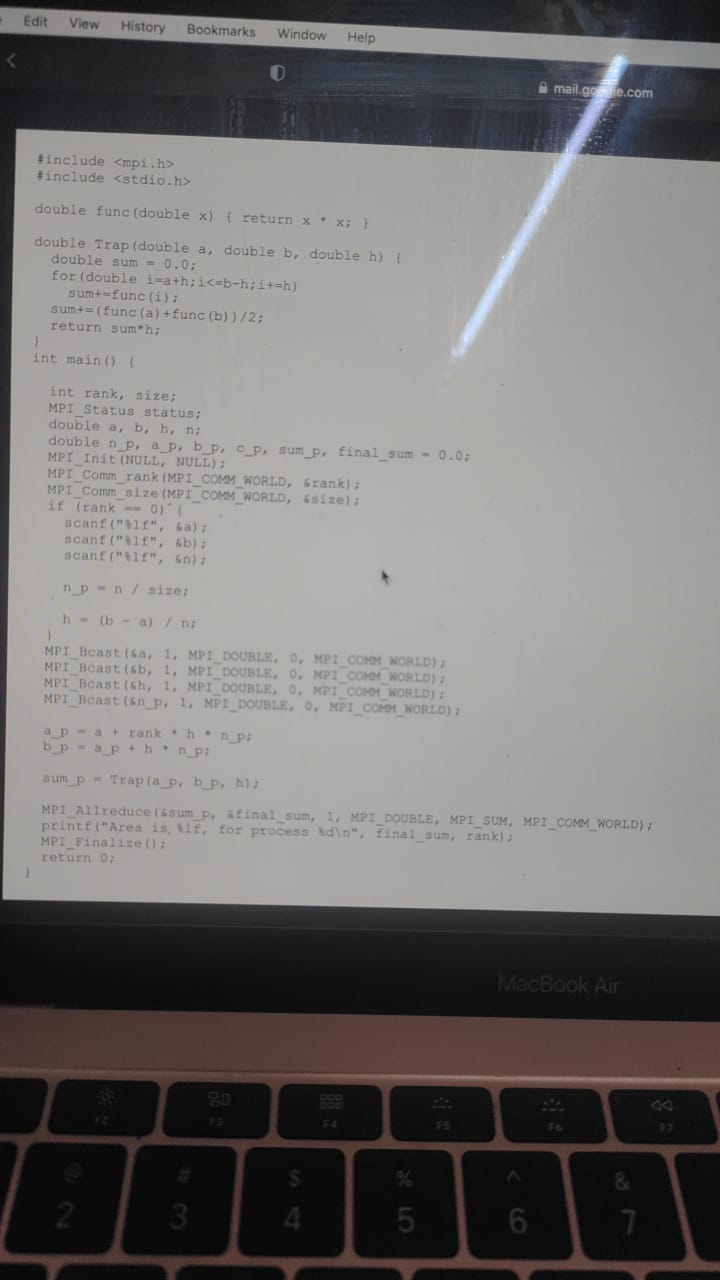 Edit View History Bookmarks Window Help
mail.go
e.com
#include <mpi.h>
#include <stdio.h>
double func(double x) { return x * x; }
double Trap(double a, double b, double h) {
double sum = 0.0;
for(double i=a+h;i<=b-h;i+=h)
sum+=func(i);
sum+=(func(a)+func(b))/2;
return sum*h;
}
int main() {
int rank, size;
MPI_Status status;
double a, b, h, n;
double n_p, a_p, b_p, c_p, sum_p, final_sum = 0.0;
MPI_Init(NULL, NULL);
MPI_Comm_rank(MPI_COMM_WORLD, &rank);
MPI_Comm_size(MPI_COMM_WORLD, &size);
if (rank == 0) {
scanf("%lf", &a);
scanf("%lf", &b);
scanf("%lf", &n);
n_p = n / size;
h = (b - a) / n;
}
MPI_Bcast(&a, 1, MPI_DOUBLE, 0, MPI_COMM_WORLD);
MPI_Bcast(&b, 1, MPI_DOUBLE, 0, MPI_COMM_WORLD);
MPI_Bcast(&h, 1, MPI_DOUBLE, 0, MPI_COMM_WORLD);
MPI_Bcast(&n_p, 1, MPI_DOUBLE, 0, MPI_COMM_WORLD);
a_p = a + rank * h * n_p;
b_p = a_p + h * n_p;
sum_p = Trap(a_p, b_p, h);
MPI_Allreduce(&sum_p, &final_sum, 1, MPI_DOUBLE, MPI_SUM, MPI_COMM_WORLD);
printf("Area is %lf, for process %d\n", final_sum, rank);
MPI_Finalize();
return 0;
}
MacBook Air
F2 F3 F4 F5 F6 F7
@ # $ % ^ &
2 3 4 5 6 7